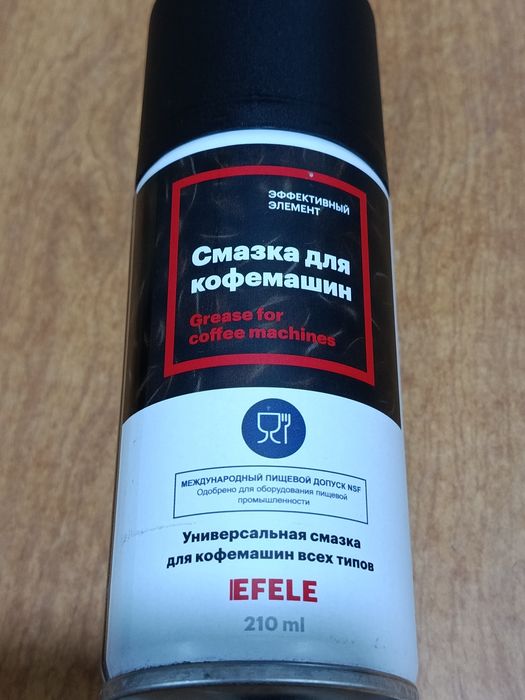 ЭФФЕКТИВНЫЙ
ЭЛЕМЕНТ
Смазка для
кофемашин
Grease for
coffee machines
МЕЖДУНАРОДНЫЙ ПИЩЕВОЙ ДОПУСК NSF
Одобрено для оборудования пищевой
промышленности
Универсальная смазка
для кофемашин всех типов
EFELE
210 ml